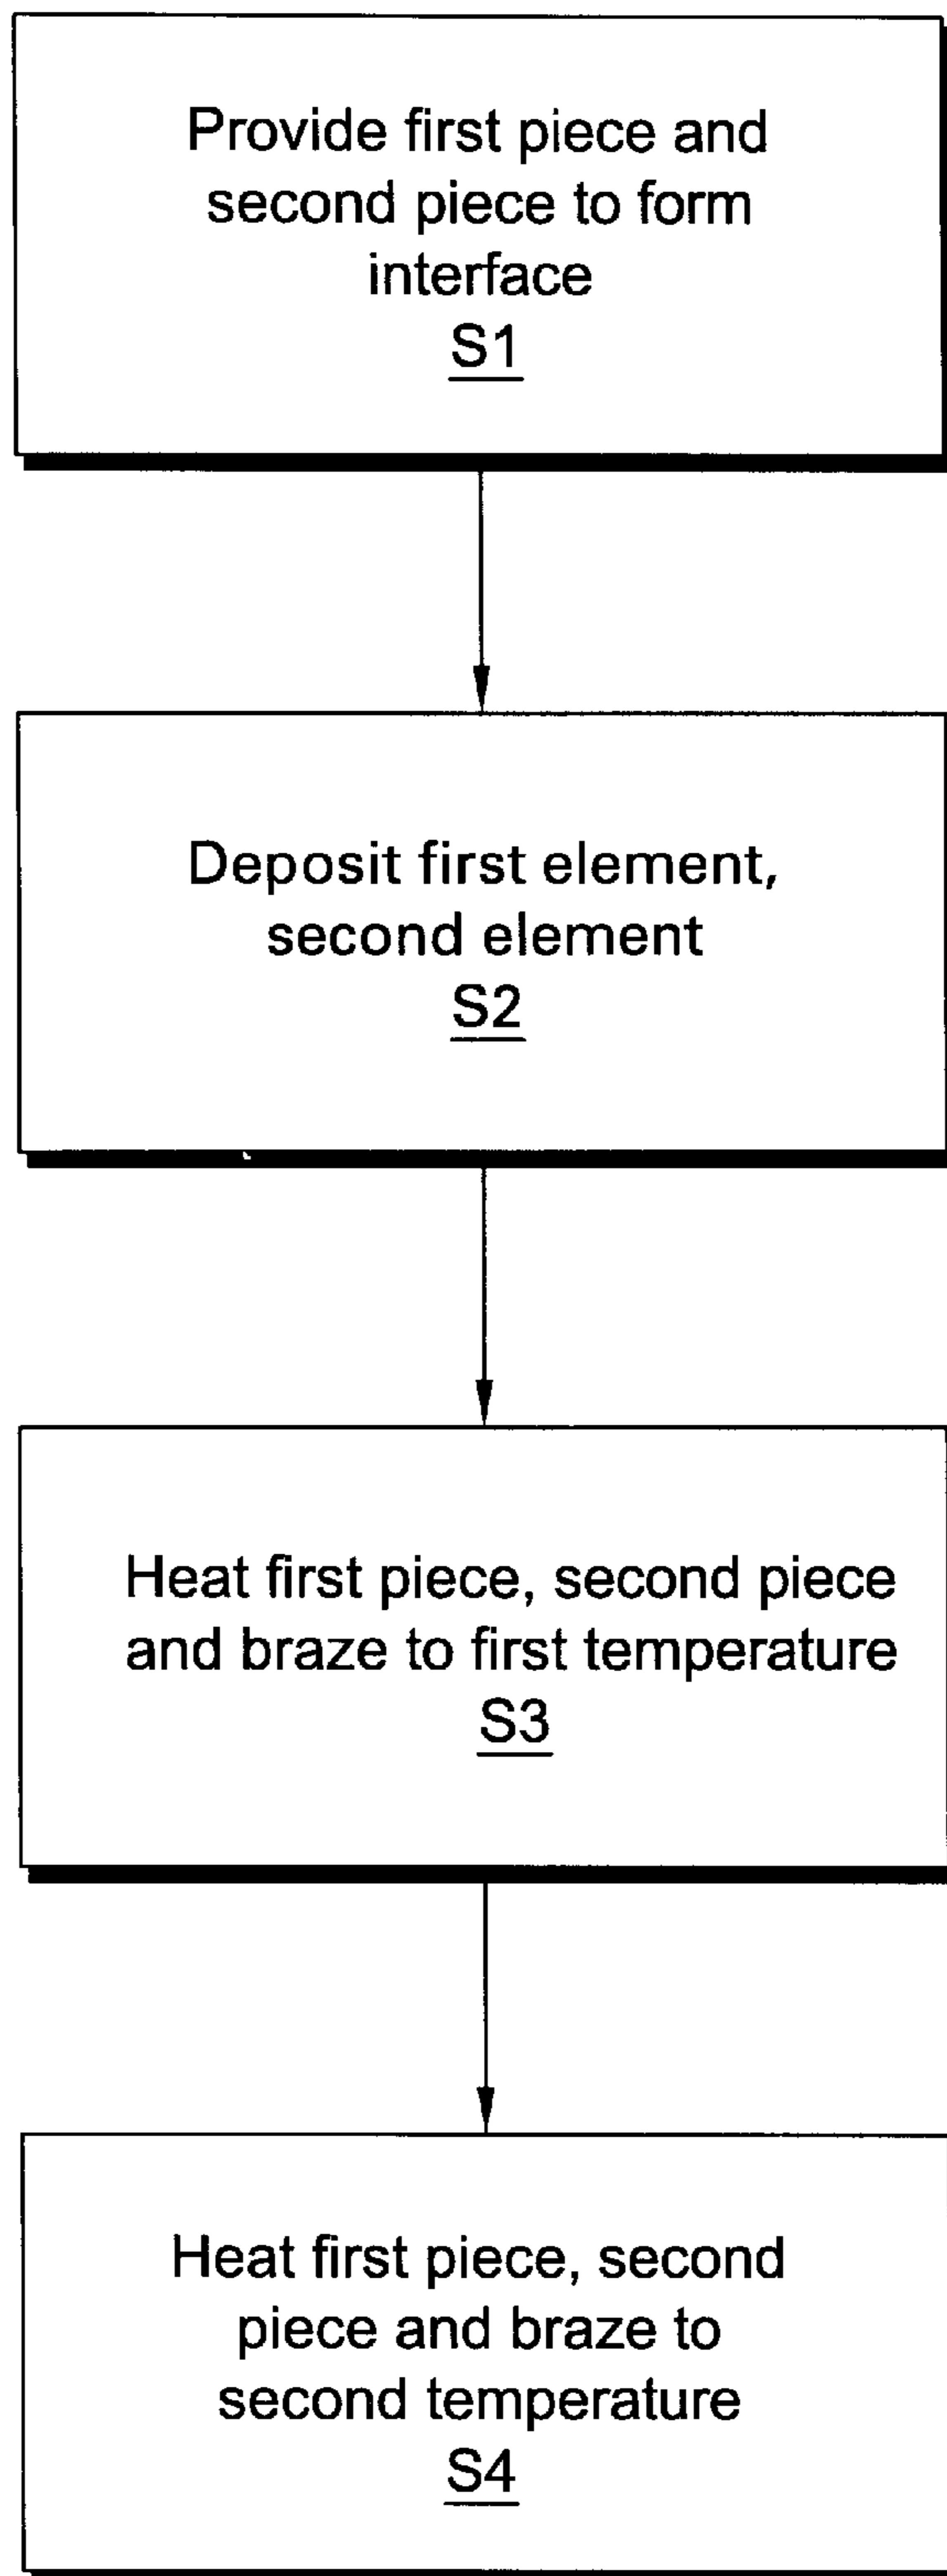 Provide first piece and
second piece to form
interface
S1
Deposit first element,
second element
S2
Heat first piece, second piece
and braze to first temperature
S3
Heat first piece, second
piece and braze to
second temperature
S4